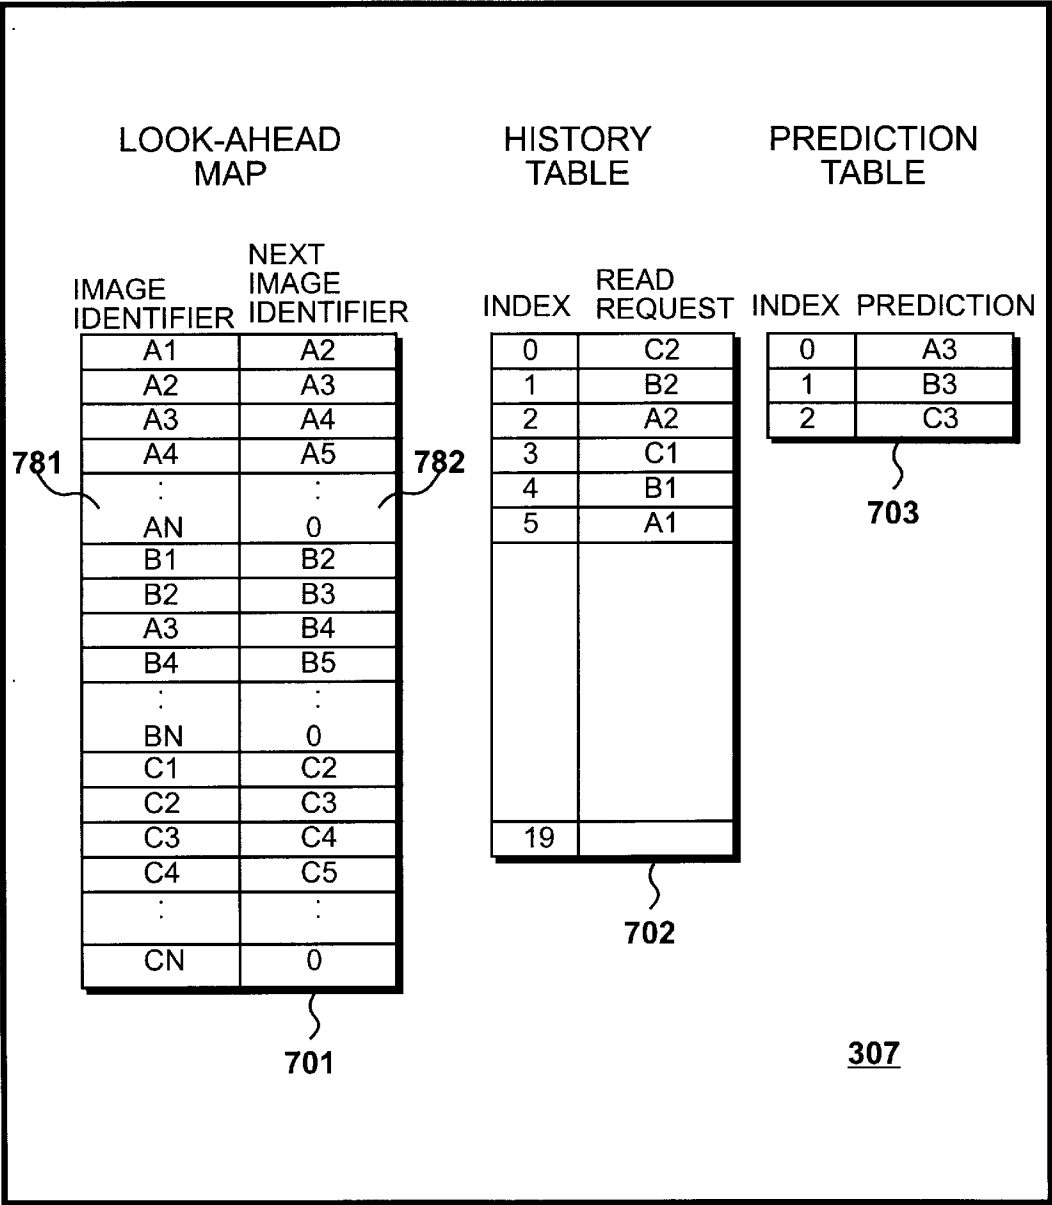 LOOK-AHEAD
MAP
HISTORY
TABLE
PREDICTION
TABLE
IMAGE
IDENTIFIER
NEXT
IMAGE
IDENTIFIER
A1 A2
A2 A3
A3 A4
A4 A5
: :
AN 0
B1 B2
B2 B3
A3 B4
B4 B5
: :
BN 0
C1 C2
C2 C3
C3 C4
C4 C5
: :
CN 0
781
782
701
INDEX
READ
REQUEST
0 C2
1 B2
2 A2
3 C1
4 B1
5 A1
19
702
INDEX PREDICTION
0 A3
1 B3
2 C3
703
307